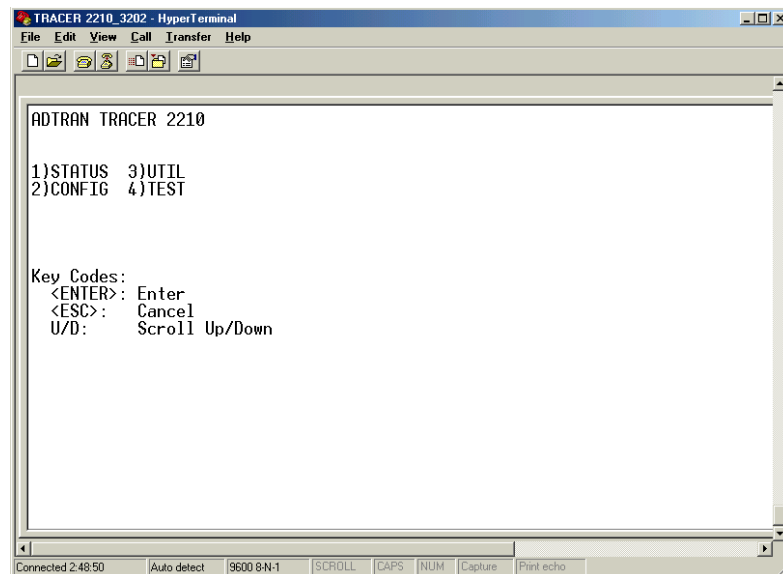 TRACER 2210_3202 - HyperTerminal
File Edit View Call Transfer Help
ADTRAN TRACER 2210
1)STATUS 3)UTIL
2)CONFIG 4)TEST
Key Codes:
<ENTER>: Enter
<ESC>: Cancel
U/D: Scroll Up/Down
Connected 2:48:50 Auto detect 9600 8-N-1 SCROLL CAPS NUM Capture Print echo